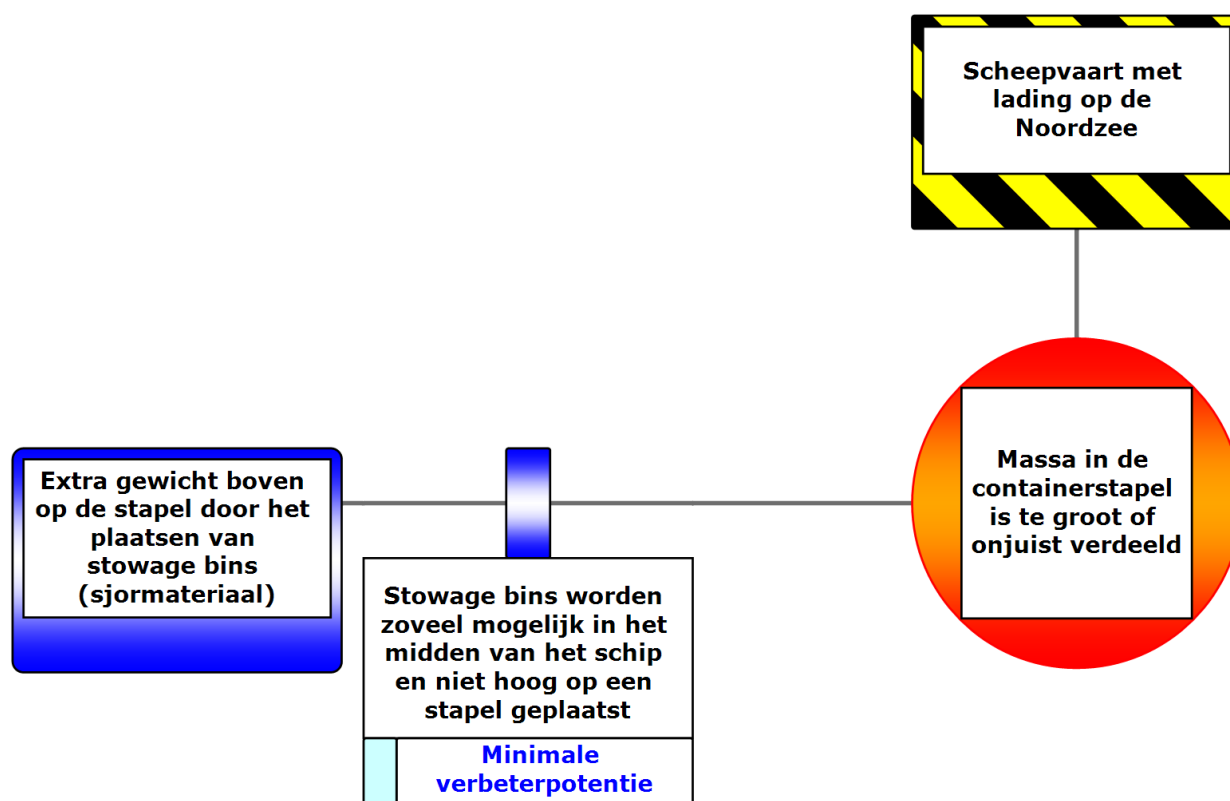 Scheepvaart met
lading op de
Noordzee
Massa in de
containerstapel
is te groot of
onjuist verdeeld
Extra gewicht boven
op de stapel door het
plaatsen van
stowage bins
(sjormateriaal)
Stowage bins worden
zoveel mogelijk in het
midden van het schip
en niet hoog op een
stapel geplaatst
Minimale
verbeterpotentie